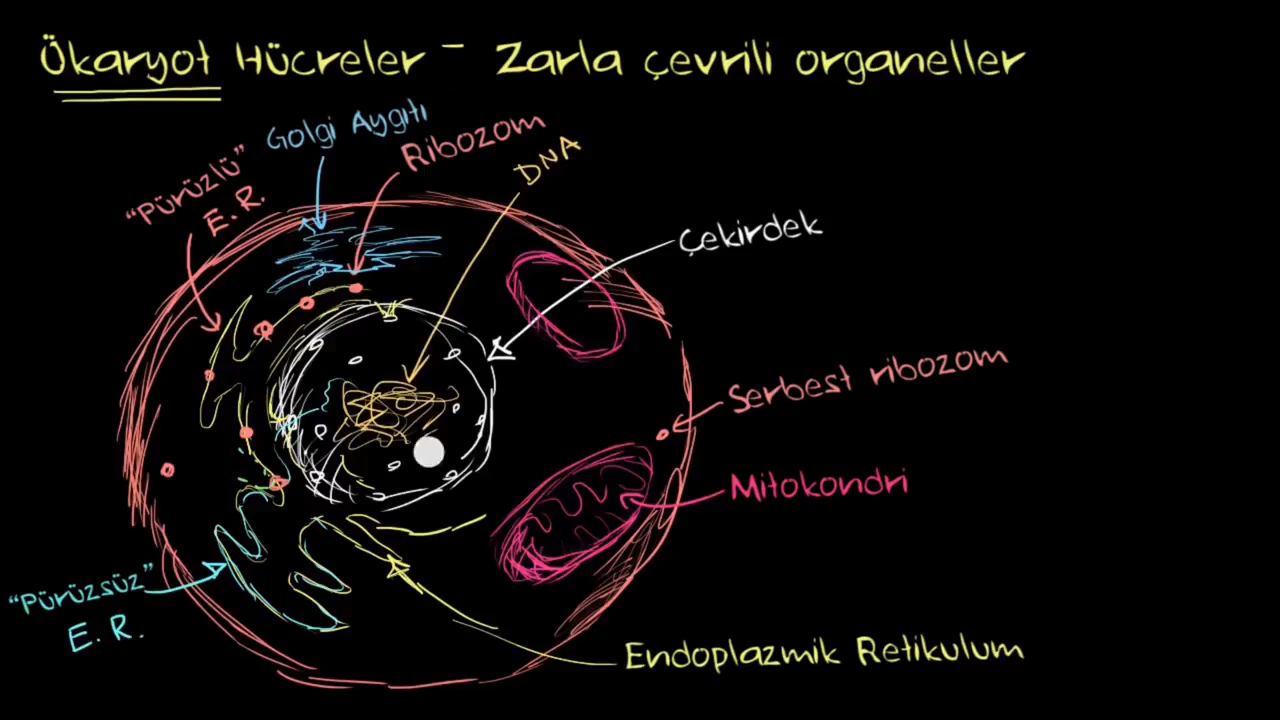 Ökaryot Hücreler - Zarla çevrili organeller
Golgi Aygıtı
Ribozom
DNA
"Pürüzlü"
E.R.
Çekirdek
Serbest ribozom
Mitokondri
"Pürüzsüz"
E.R.
Endoplazmik Retikulum